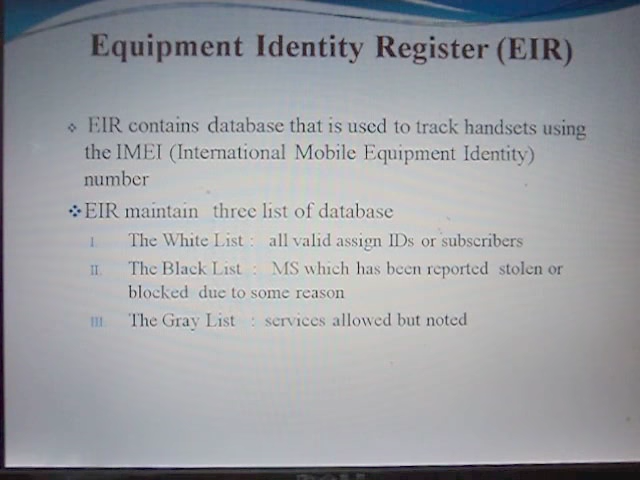 Equipment Identity Register (EIR)
❖ EIR contains database that is used to track handsets using
the IMEI (International Mobile Equipment Identity)
number
❖ EIR maintain three list of database
I. The White List : all valid assign IDs or subscribers
II. The Black List : MS which has been reported stolen or
blocked due to some reason
III. The Gray List : services allowed but noted